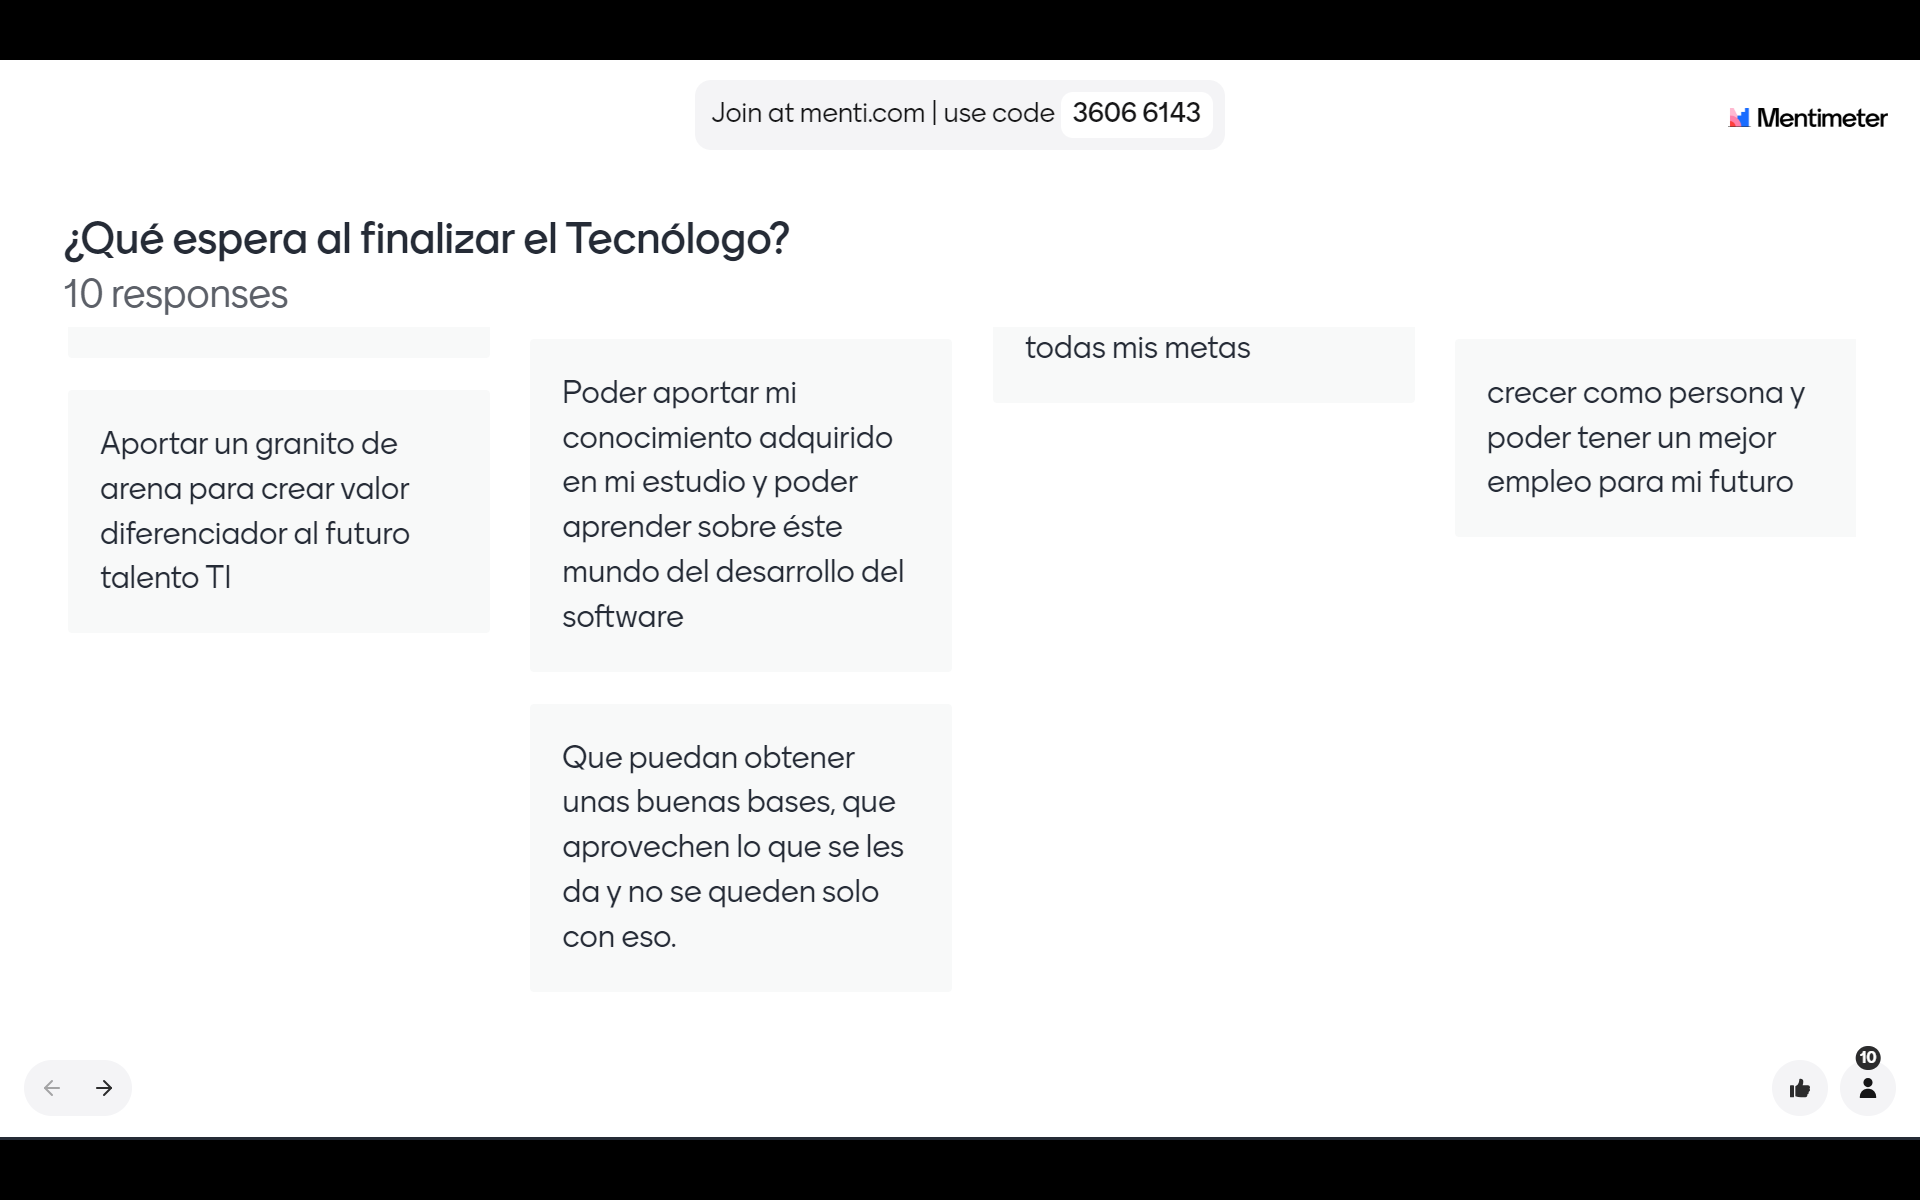 Join at menti.com | use code 3606 6143
Mentimeter
¿Qué espera al finalizar el Tecnólogo?
10 responses
Aportar un granito de
arena para crear valor
diferenciador al futuro
talento TI
Poder aportar mi
conocimiento adquirido
en mi estudio y poder
aprender sobre éste
mundo del desarrollo del
software
Que puedan obtener
unas buenas bases, que
aprovechen lo que se les
da y no se queden solo
con eso.
todas mis metas
crecer como persona y
poder tener un mejor
empleo para mi futuro
10